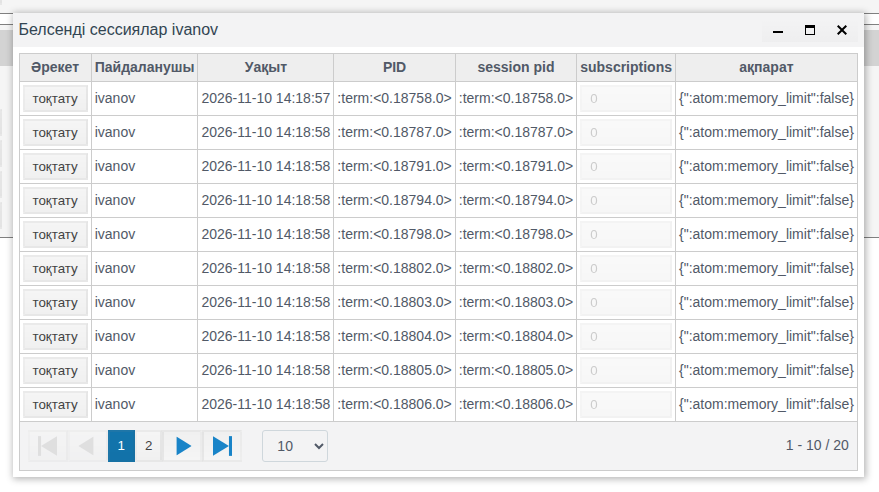 Белсенді сессиялар ivanov
Әрекет Пайдаланушы Уақыт PID session pid subscriptions ақпарат
тоқтату ivanov 2026-11-10 14:18:57 :term:<0.18758.0> :term:<0.18758.0> 0 {":atom:memory_limit":false}
тоқтату ivanov 2026-11-10 14:18:58 :term:<0.18787.0> :term:<0.18787.0> 0 {":atom:memory_limit":false}
тоқтату ivanov 2026-11-10 14:18:58 :term:<0.18791.0> :term:<0.18791.0> 0 {":atom:memory_limit":false}
тоқтату ivanov 2026-11-10 14:18:58 :term:<0.18794.0> :term:<0.18794.0> 0 {":atom:memory_limit":false}
тоқтату ivanov 2026-11-10 14:18:58 :term:<0.18798.0> :term:<0.18798.0> 0 {":atom:memory_limit":false}
тоқтату ivanov 2026-11-10 14:18:58 :term:<0.18802.0> :term:<0.18802.0> 0 {":atom:memory_limit":false}
тоқтату ivanov 2026-11-10 14:18:58 :term:<0.18803.0> :term:<0.18803.0> 0 {":atom:memory_limit":false}
тоқтату ivanov 2026-11-10 14:18:58 :term:<0.18804.0> :term:<0.18804.0> 0 {":atom:memory_limit":false}
тоқтату ivanov 2026-11-10 14:18:58 :term:<0.18805.0> :term:<0.18805.0> 0 {":atom:memory_limit":false}
тоқтату ivanov 2026-11-10 14:18:58 :term:<0.18806.0> :term:<0.18806.0> 0 {":atom:memory_limit":false}
1 2 10 1 - 10 / 20